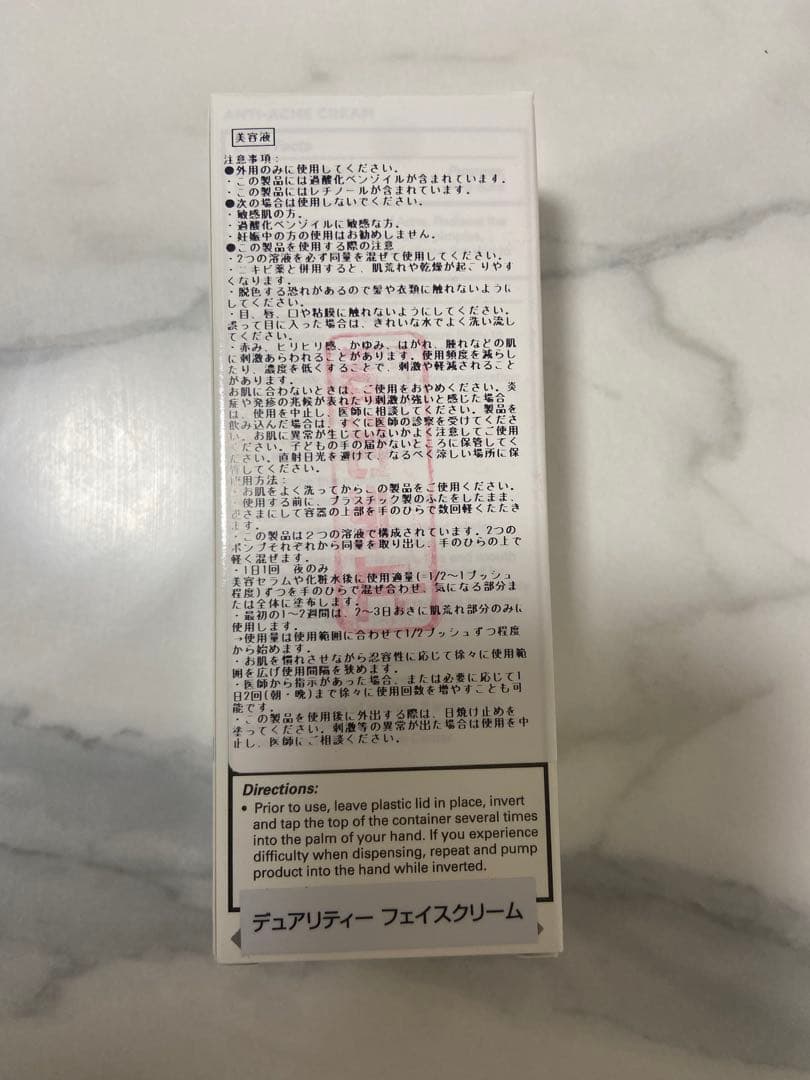 ANTI-ACNE CREAM
美容液
注意事項：
●外用のみに使用してください。
・この製品には過酸化ベンゾイルが含まれています。
・この製品にはレチノールが含まれています。
●次の場合は使用しないでください。
・敏感肌の方。
・過酸化ベンゾイルに敏感な方。
・妊娠中の方の使用はお勧めしません。
●この製品を使用する際の注意
・2つの溶液を必ず同量を混ぜて使用してください。
・ニキビ薬と併用すると、肌荒れや乾燥が起こりやす
くなります。
・脱色する恐れがあるので髪や衣類に触れないように
してください。
・目、唇、口や粘膜に触れないようにしてください。
誤って目に入った場合は、きれいな水でよく洗い流し
てください。
・赤み、ヒリヒリ感、かゆみ、はがれ、腫れなどの肌
に刺激あらわれることがあります。使用頻度を減らし
たり、濃度を低くすることで、刺激や軽減されること
があります。
お肌に合わないときは、ご使用をおやめください。炎
症や発疹の兆候が表れたり刺激が強いと感じた場合
は、使用を中止し、医師に相談してください。製品を
飲み込んだ場合は、すぐに医師の診察を受けてくださ
い。お肌に異常が生じていないかよく注意してご使用
ください。子どもの手の届かないところに保管してく
ださい。直射日光を避けて、なるべく涼しい場所に保
管してください。
使用方法：
・お肌をよく洗ってからこの製品をご使用ください。
・使用する前に、プラスチック製のふたをしたまま、
逆さまにして容器の上部を手のひらで数回軽くたたき
ます。
・この製品は2つの溶液で構成されています。2つの
ポンプそれぞれから同量を取り出し、手のひらの上で
軽く混ぜます。
・1日1回　夜のみ
美容セラムや化粧水後に使用適量(=1/2～1プッシュ
程度)ずつを手のひらで混ぜ合わせ、気になる部分ま
たは全体に塗布します。
・最初の1～2週間は、2～3日おきに肌荒れ部分のみに
使用します。
→使用量は使用範囲に合わせて1/2プッシュずつ程度
から始めます。
・お肌を慣れさせながら忍容性に応じて徐々に使用範
囲を広げ使用間隔を狭めます。
・医師から指示があった場合、または必要に応じて1
日2回(朝・晩)まで徐々に使用回数を増やすことも可
能です。
・この製品を使用後に外出する際は、日焼け止めを
塗ってください。刺激等の異常が出た場合は使用を中
止し、医師にご相談ください。
Directions:
• Prior to use, leave plastic lid in place, invert
and tap the top of the container several times
into the palm of your hand. If you experience
difficulty when dispensing, repeat and pump
product into the hand while inverted.
デュアリティー フェイスクリーム